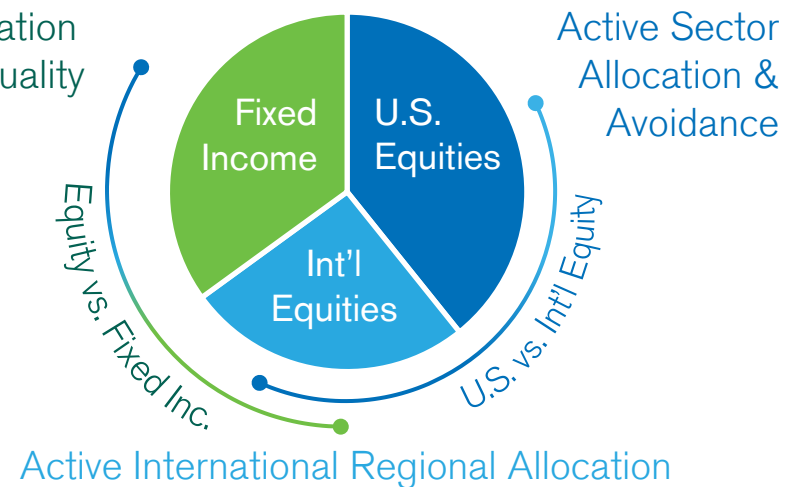 ation
uality
Active Sector
Allocation &
Avoidance
Fixed
Income
U.S.
Equities
Int'l
Equities
Equity vs. Fixed Inc.
U.S. vs. Int'l Equity
Active International Regional Allocation